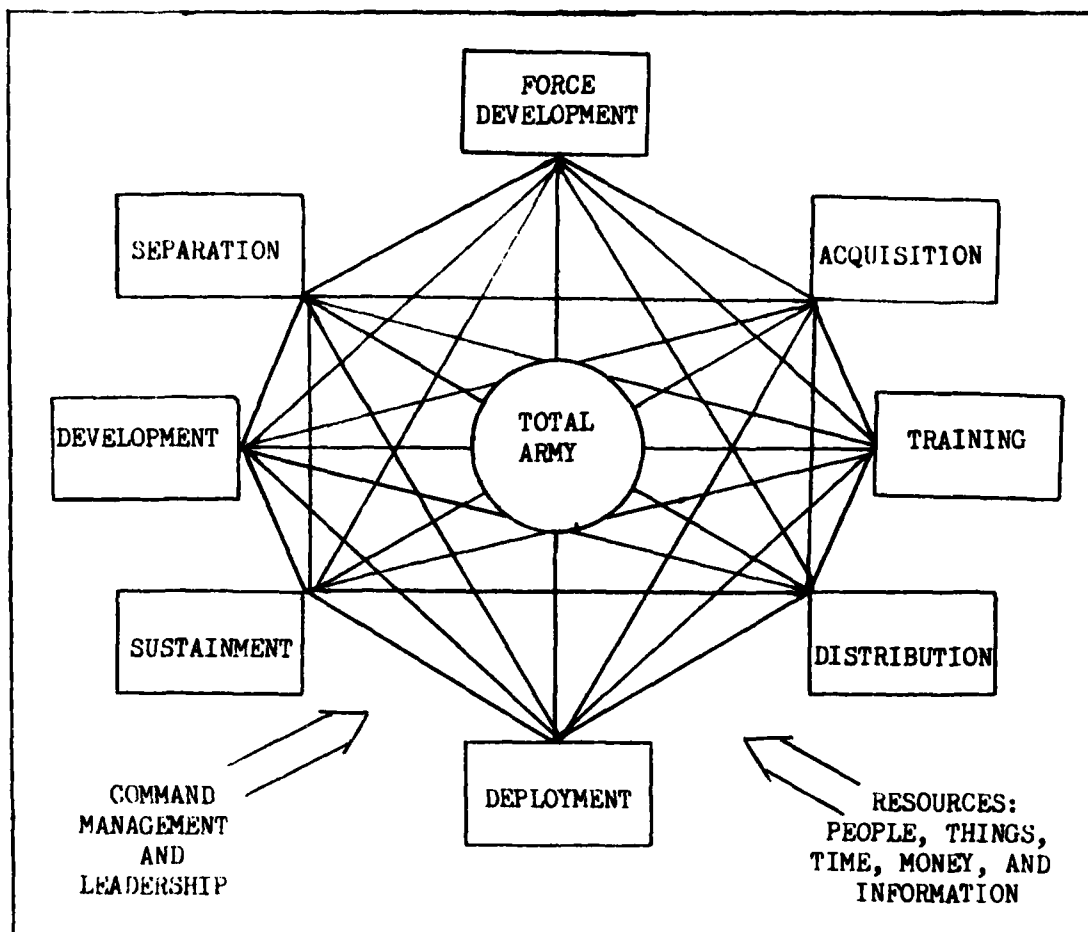 FORCE
DEVELOPMENT
SEPARATION
ACQUISITION
TOTAL
ARMY
DEVELOPMENT
TRAINING
SUSTAINMENT
DISTRIBUTION
DEPLOYMENT
COMMAND
MANAGEMENT
AND
LEADERSHIP
RESOURCES:
PEOPLE, THINGS,
TIME, MONEY, AND
INFORMATION